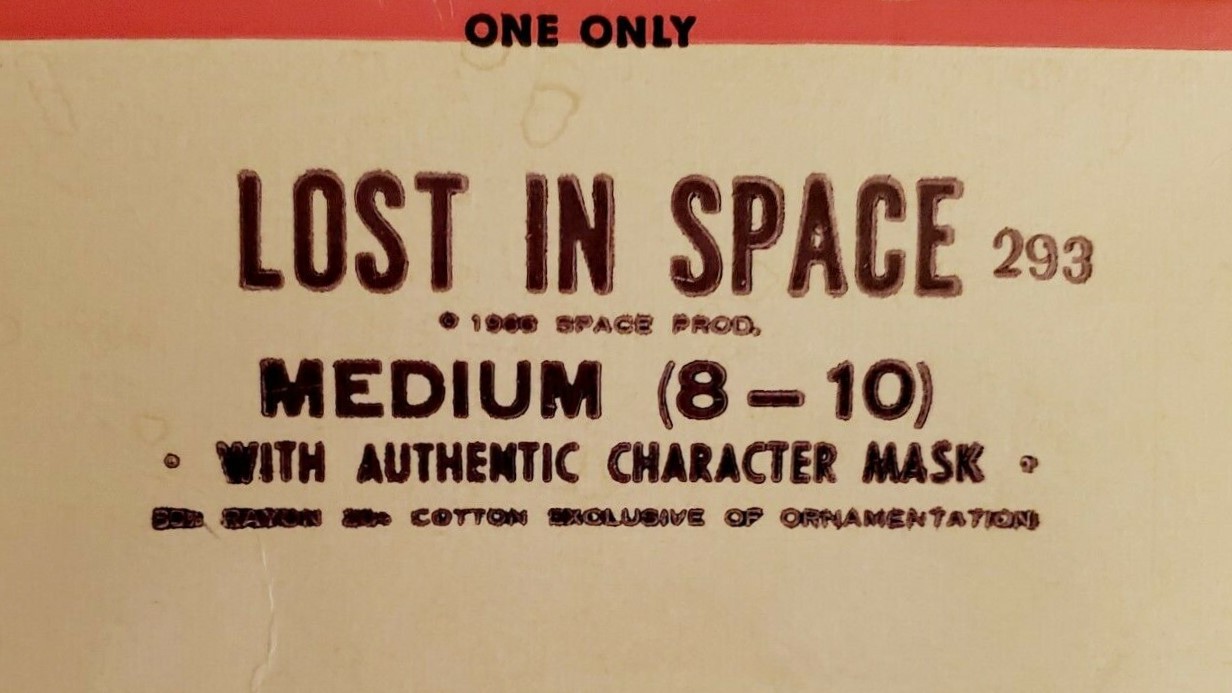 ONE ONLY
LOST IN SPACE 293
© 1966 SPACE PROD.
MEDIUM (8 – 10)
• WITH AUTHENTIC CHARACTER MASK •
RAYON COTTON EXCLUSIVE OF ORNAMENTATION